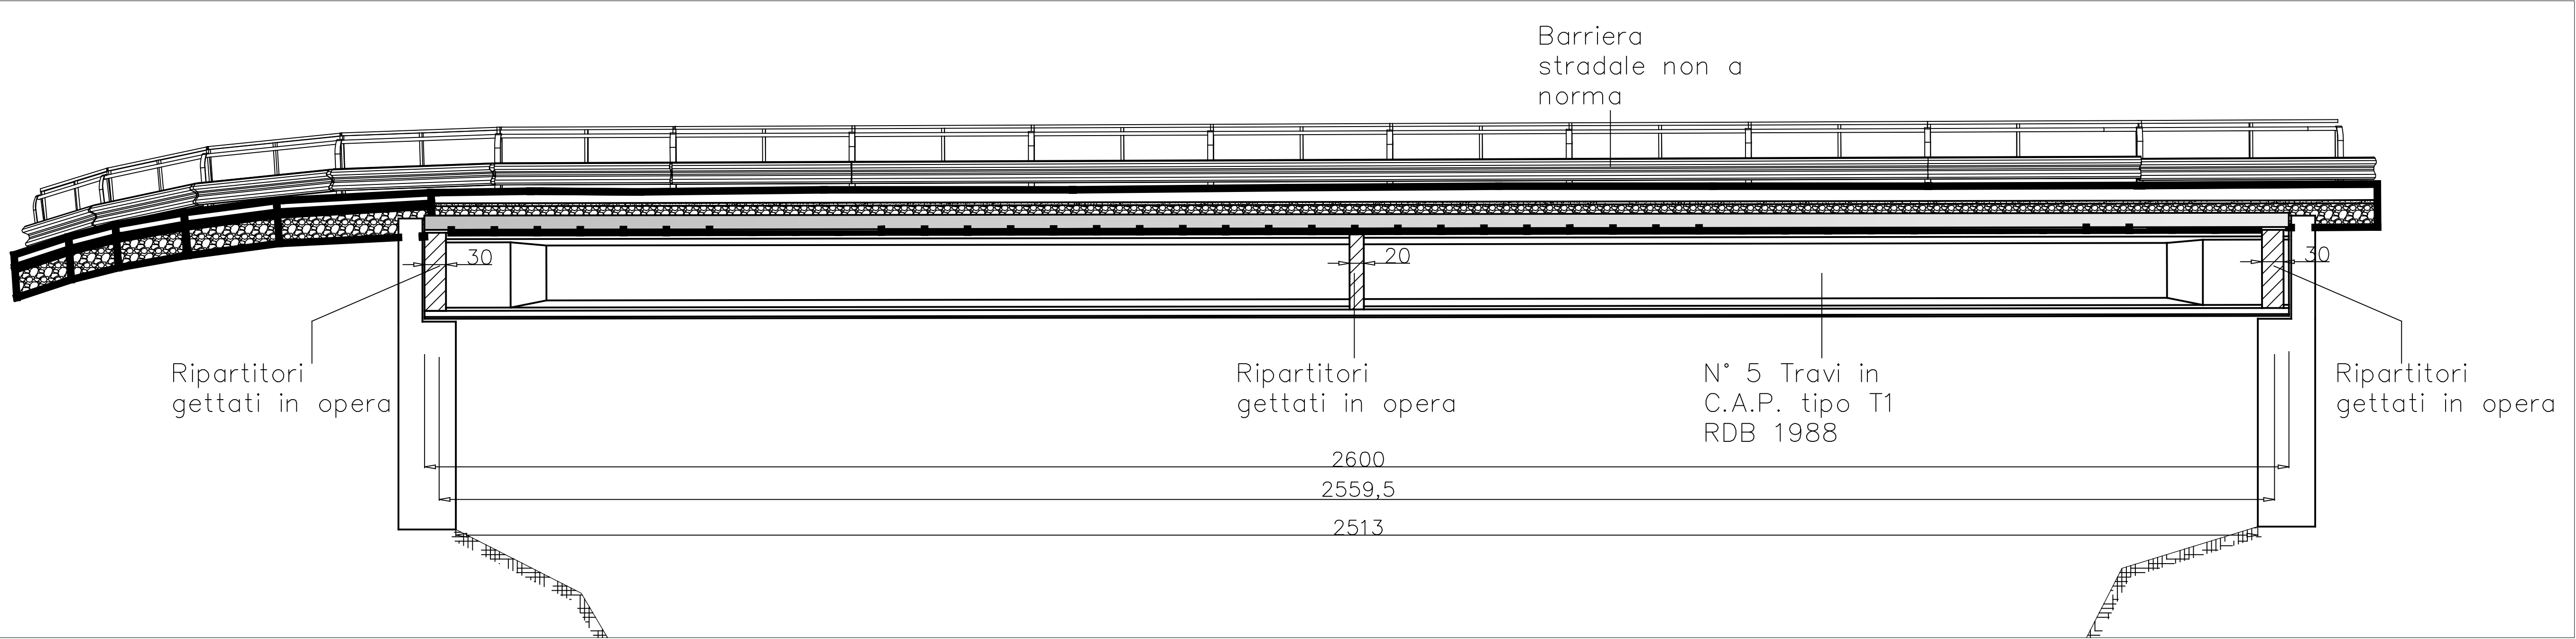 Barriera
stradale non a
norma
30
20
30
Ripartitori
gettati in opera
Ripartitori
gettati in opera
N° 5 Travi in
C.A.P. tipo T1
RDB 1988
Ripartitori
gettati in opera
2600
2559,5
2513